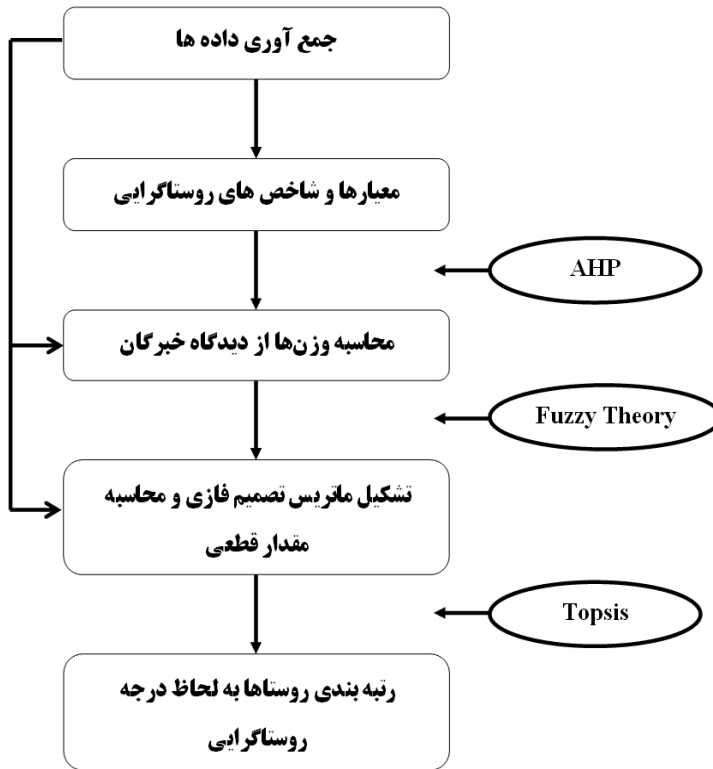 جمع آوری داده ها
معیارها و شاخص های روستاگرایی
AHP
محاسبه وزن‌ها از دیدگاه خبرگان
Fuzzy Theory
تشکیل ماتریس تصمیم فازی و محاسبه
مقدار قطعی
Topsis
رتبه بندی روستاها به لحاظ درجه
روستاگرایی